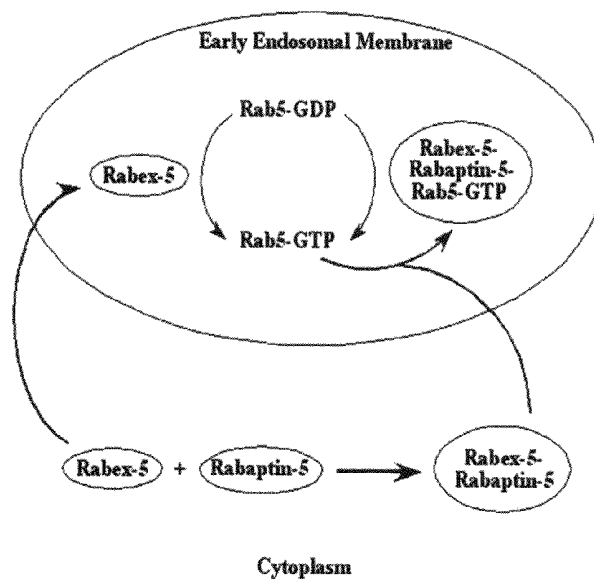 Early Endosomal Membrane
Rab5-GDP
Rabex-5
Rabex-5-
Rabaptin-5-
Rab5-GTP
Rab5-GTP
Rabex-5 + Rabaptin-5
Rabex-5-
Rabaptin-5
Cytoplasm